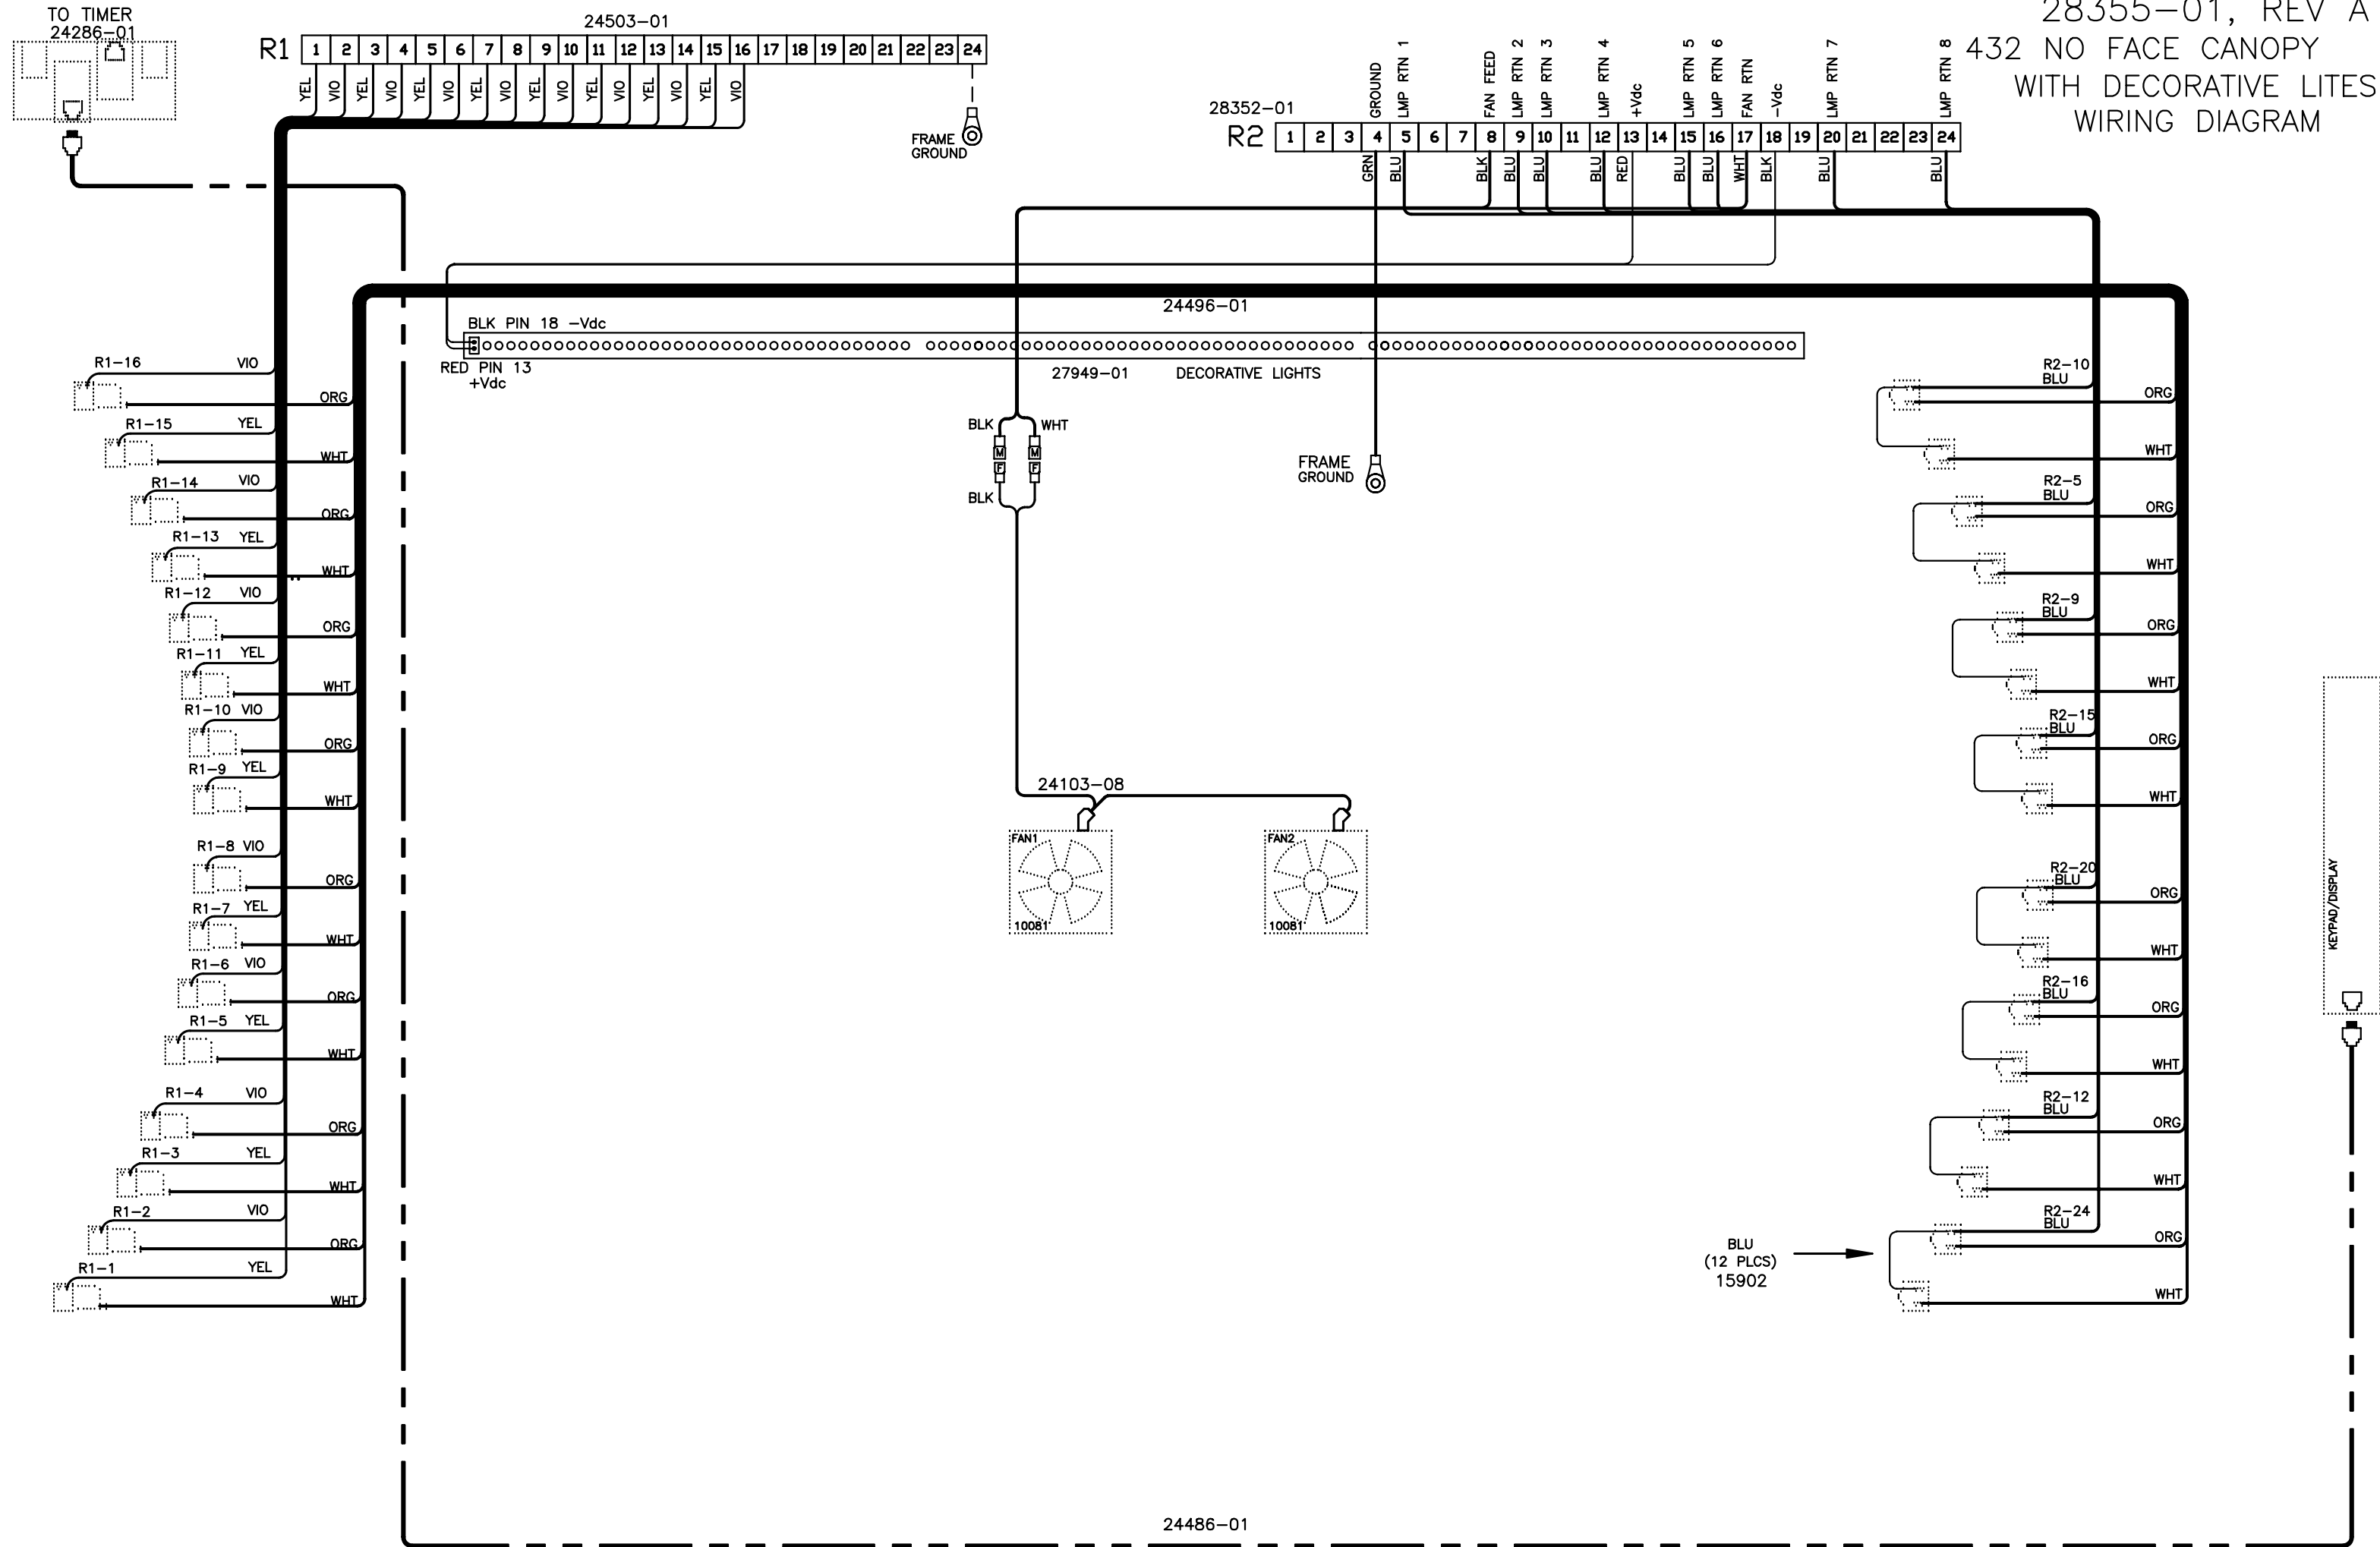 TO TIMER
24286-01
24503-01
R1 1 2 3 4 5 6 7 8 9 10 11 12 13 14 15 16 17 18 19 20 21 22 23 24
YEL VIO YEL VIO YEL VIO YEL VIO YEL VIO YEL VIO YEL VIO YEL VIO
FRAME
GROUND
28355-01, REV A
432 NO FACE CANOPY
WITH DECORATIVE LITES
WIRING DIAGRAM
GROUND
LMP RTN 1
FAN FEED
LMP RTN 2
LMP RTN 3
LMP RTN 4
+Vdc
LMP RTN 5
LMP RTN 6
FAN RTN
-Vdc
LMP RTN 7
LMP RTN 8
28352-01
R2 1 2 3 4 5 6 7 8 9 10 11 12 13 14 15 16 17 18 19 20 21 22 23 24
GRN BLU BLK BLU BLU BLU RED BLU BLU WHT BLK BLU BLU
24496-01
BLK PIN 18 -Vdc
RED PIN 13
+Vdc
27949-01 DECORATIVE LIGHTS
R1-16 VIO
ORG
R1-15 YEL
WHT
R1-14 VIO
ORG
R1-13 YEL
WHT
R1-12 VIO
ORG
R1-11 YEL
WHT
R1-10 VIO
ORG
R1-9 YEL
WHT
R1-8 VIO
ORG
R1-7 YEL
WHT
R1-6 VIO
ORG
R1-5 YEL
WHT
R1-4 VIO
ORG
R1-3 YEL
WHT
R1-2 VIO
ORG
R1-1 YEL
WHT
BLK WHT
M M
F F
BLK
FRAME
GROUND
24103-08
FAN1
10081
FAN2
10081
R2-10
BLU
ORG
WHT
R2-5
BLU
ORG
WHT
R2-9
BLU
ORG
WHT
R2-15
BLU
ORG
WHT
R2-20
BLU
ORG
WHT
R2-16
BLU
ORG
WHT
R2-12
BLU
ORG
WHT
R2-24
BLU
ORG
WHT
BLU
(12 PLCS)
15902
KEYPAD/DISPLAY
24486-01